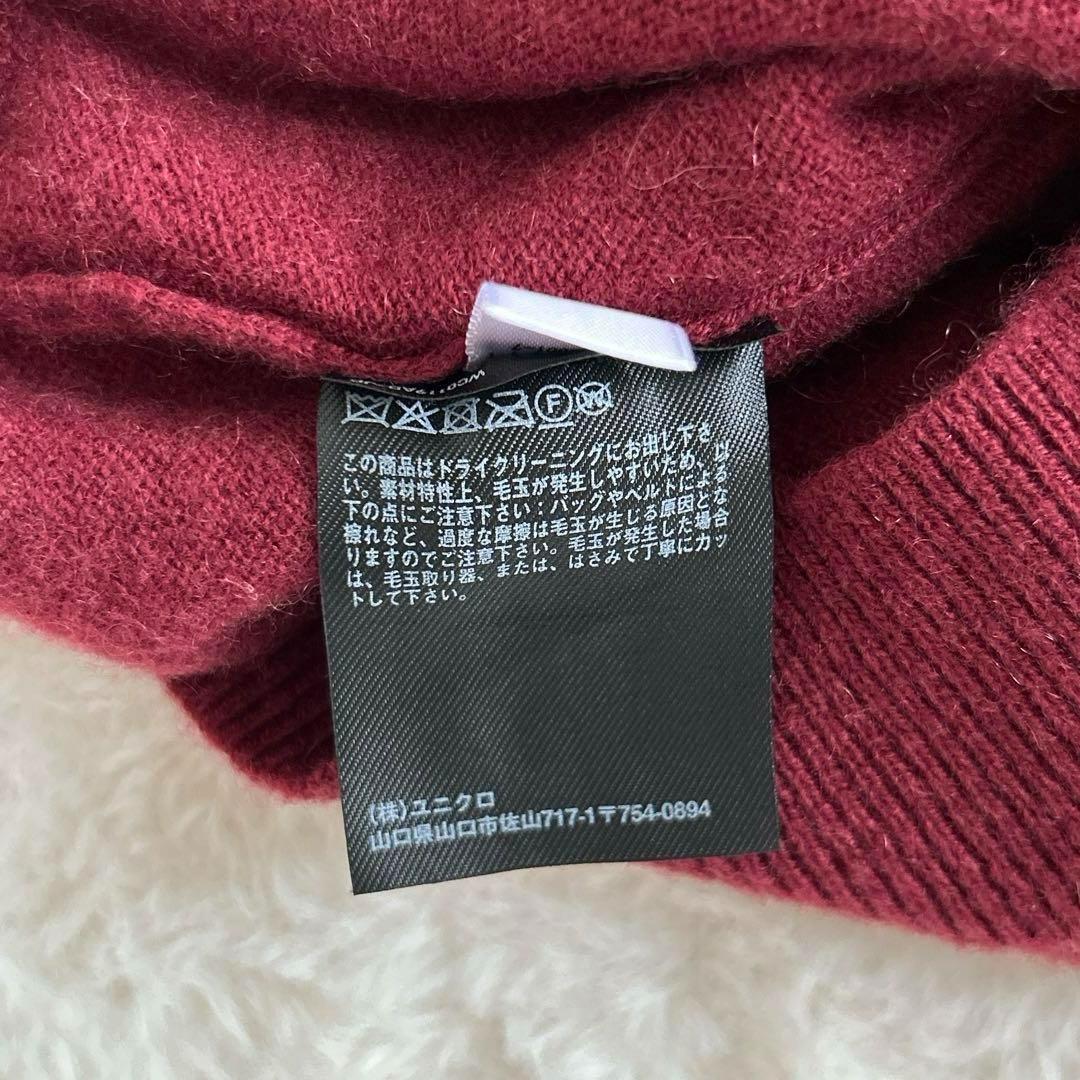 F W
この商品はドライクリーニングにお出し下さ
い。素材特性上、毛玉が発生しやすいため、以
下の点にご注意下さい:バッグやベルトによる
擦れなど、過度な摩擦は毛玉が生じる原因とな
りますのでご注意下さい。毛玉が発生した場合
は、毛玉取り器、または、はさみで丁寧にカッ
トして下さい。
(株)ユニクロ
山口県山口市佐山717-1〒754-0894